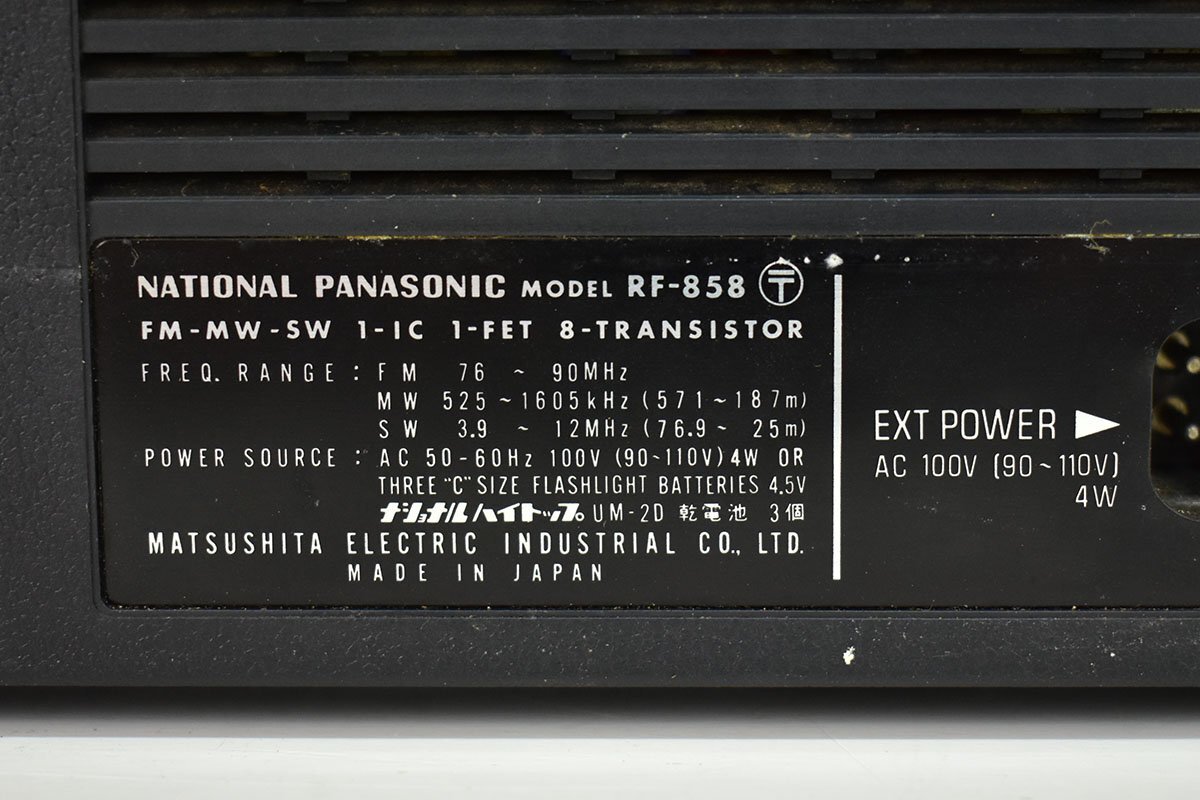 NATIONAL PANASONIC MODEL RF-858 〒
FM-MW-SW 1-IC 1-FET 8-TRANSISTOR
FREQ. RANGE : FM 76 ~ 90MHz
MW 525 ~ 1605kHz (571 ~ 187m)
SW 3.9 ~ 12MHz (76.9 ~ 25m)
POWER SOURCE : AC 50-60Hz 100V (90~110V) 4W OR
THREE "C" SIZE FLASHLIGHT BATTERIES 4.5V
ナショナルハイトップ。 UM-2D 乾電池 3個
MATSUSHITA ELECTRIC INDUSTRIAL CO., LTD.
MADE IN JAPAN
EXT POWER ▶
AC 100V (90~110V)
4W